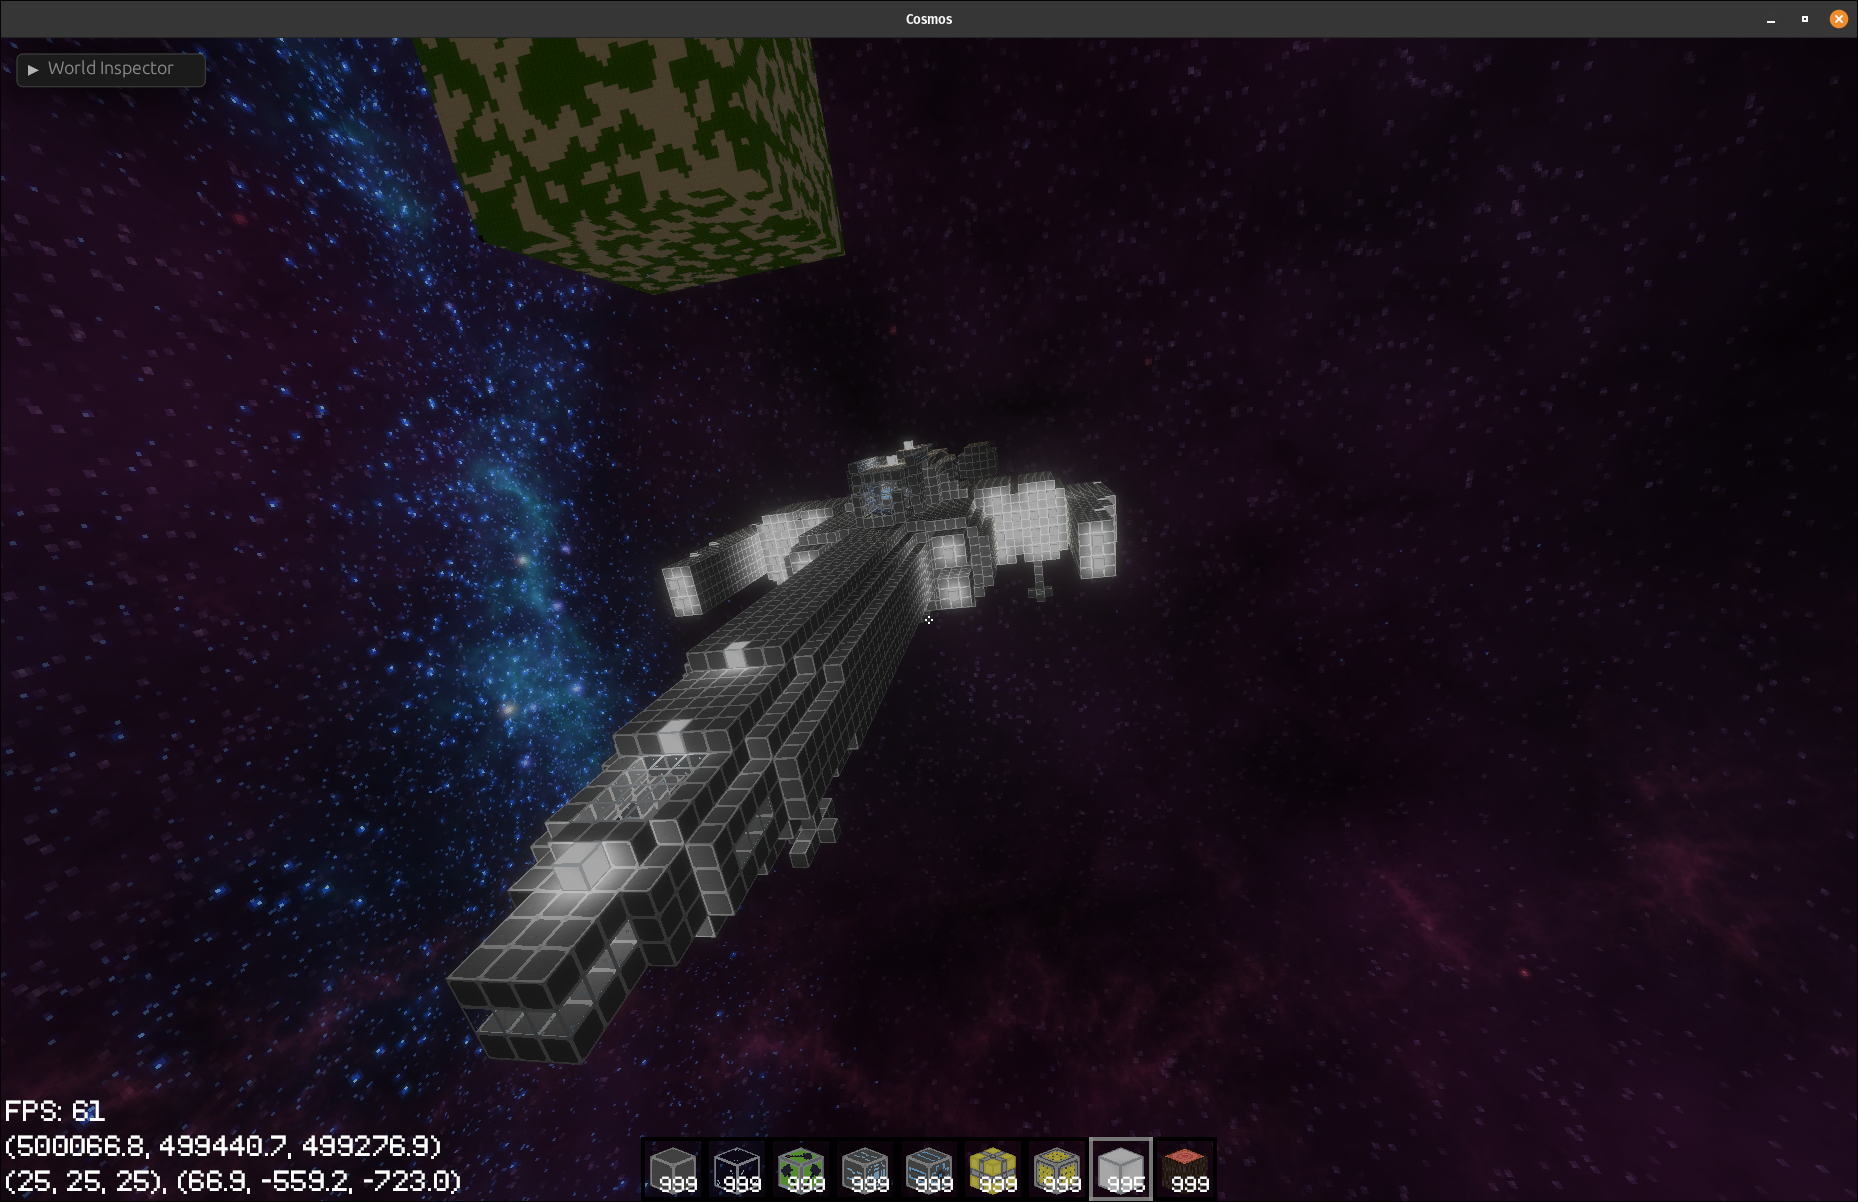 Cosmos
▶ World Inspector
FPS: 61
(500066.8, 499440.7, 499276.9)
(25, 25, 25), (66.9, -559.2, -723.0)
999 999 999 999 999 999 999 995 999